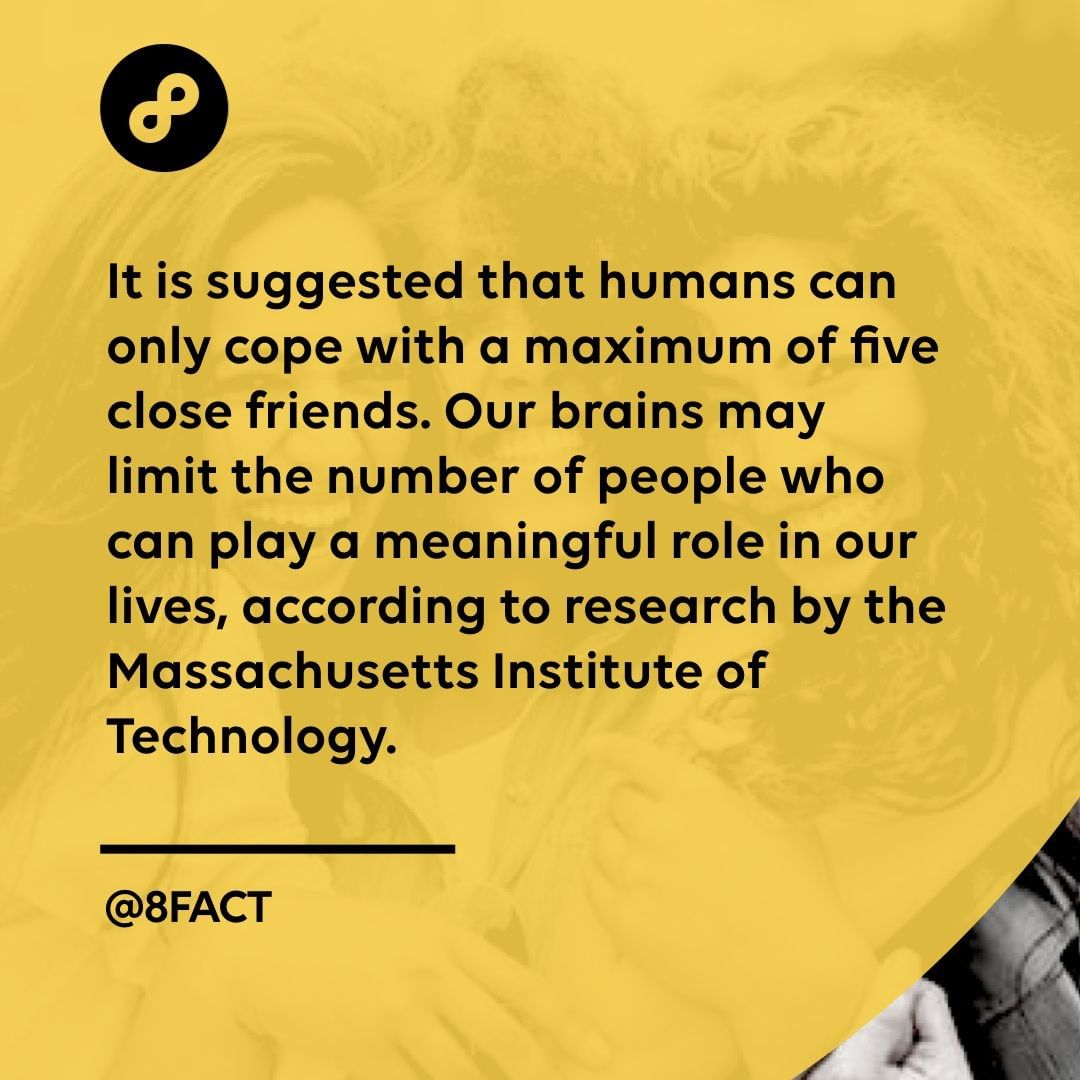 It is suggested that humans can
only cope with a maximum of five
close friends. Our brains may
limit the number of people who
can play a meaningful role in our
lives, according to research by the
Massachusetts Institute of
Technology.
@8FACT